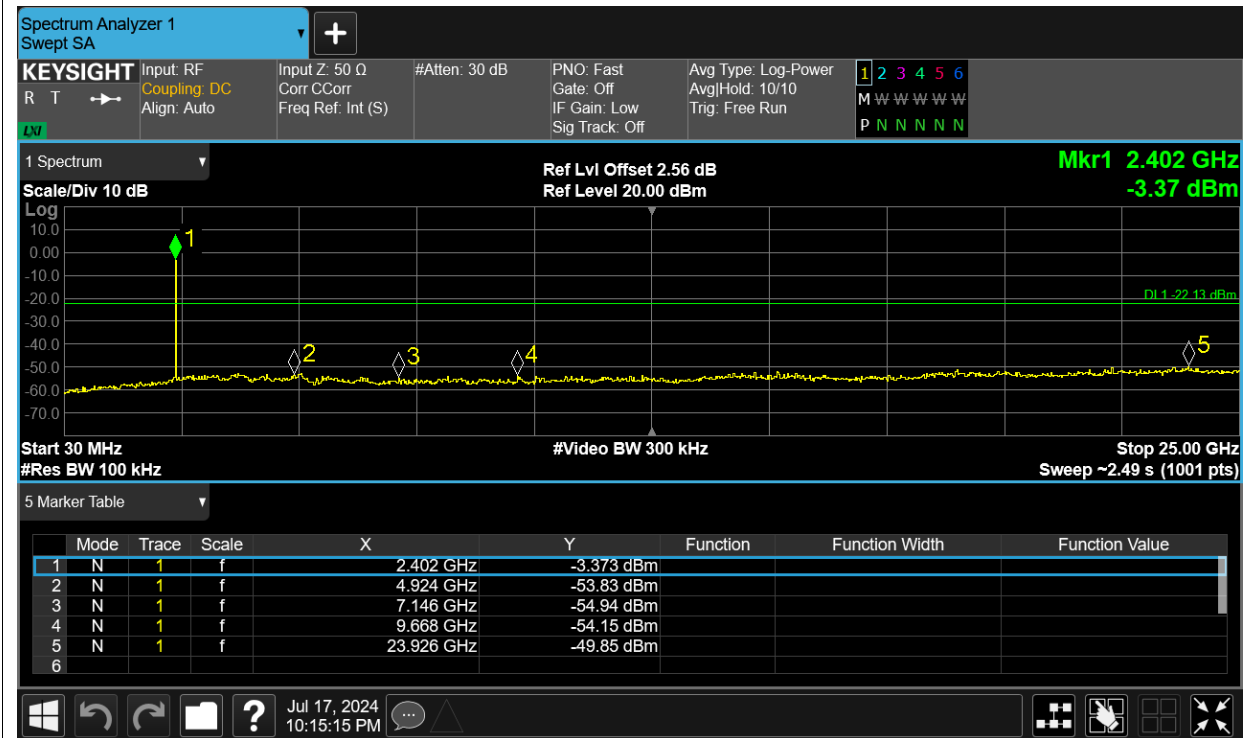 Spectrum Analyzer 1
Swept SA
KEYSIGHT Input: RF Input Z: 50 Ω #Atten: 30 dB PNO: Fast Avg Type: Log-Power 1 2 3 4 5 6
R T Coupling: DC Corr CCorr Gate: Off Avg|Hold: 10/10 M W W W W W
Align: Auto Freq Ref: Int (S) IF Gain: Low Trig: Free Run
LXI Sig Track: Off P N N N N N
1 Spectrum Ref Lvl Offset 2.56 dB Mkr1 2.402 GHz
Scale/Div 10 dB Ref Level 20.00 dBm -3.37 dBm
Log
10.0
1
0.00
-10.0
-20.0
DL1 -22.13 dBm
-30.0
-40.0
2 3 4 5
-50.0
-60.0
-70.0
Start 30 MHz #Video BW 300 kHz Stop 25.00 GHz
#Res BW 100 kHz Sweep ~2.49 s (1001 pts)
5 Marker Table
Mode Trace Scale X Y Function Function Width Function Value
1 N 1 f 2.402 GHz -3.373 dBm
2 N 1 f 4.924 GHz -53.83 dBm
3 N 1 f 7.146 GHz -54.94 dBm
4 N 1 f 9.668 GHz -54.15 dBm
5 N 1 f 23.926 GHz -49.85 dBm
6
? Jul 17, 2024
10:15:15 PM